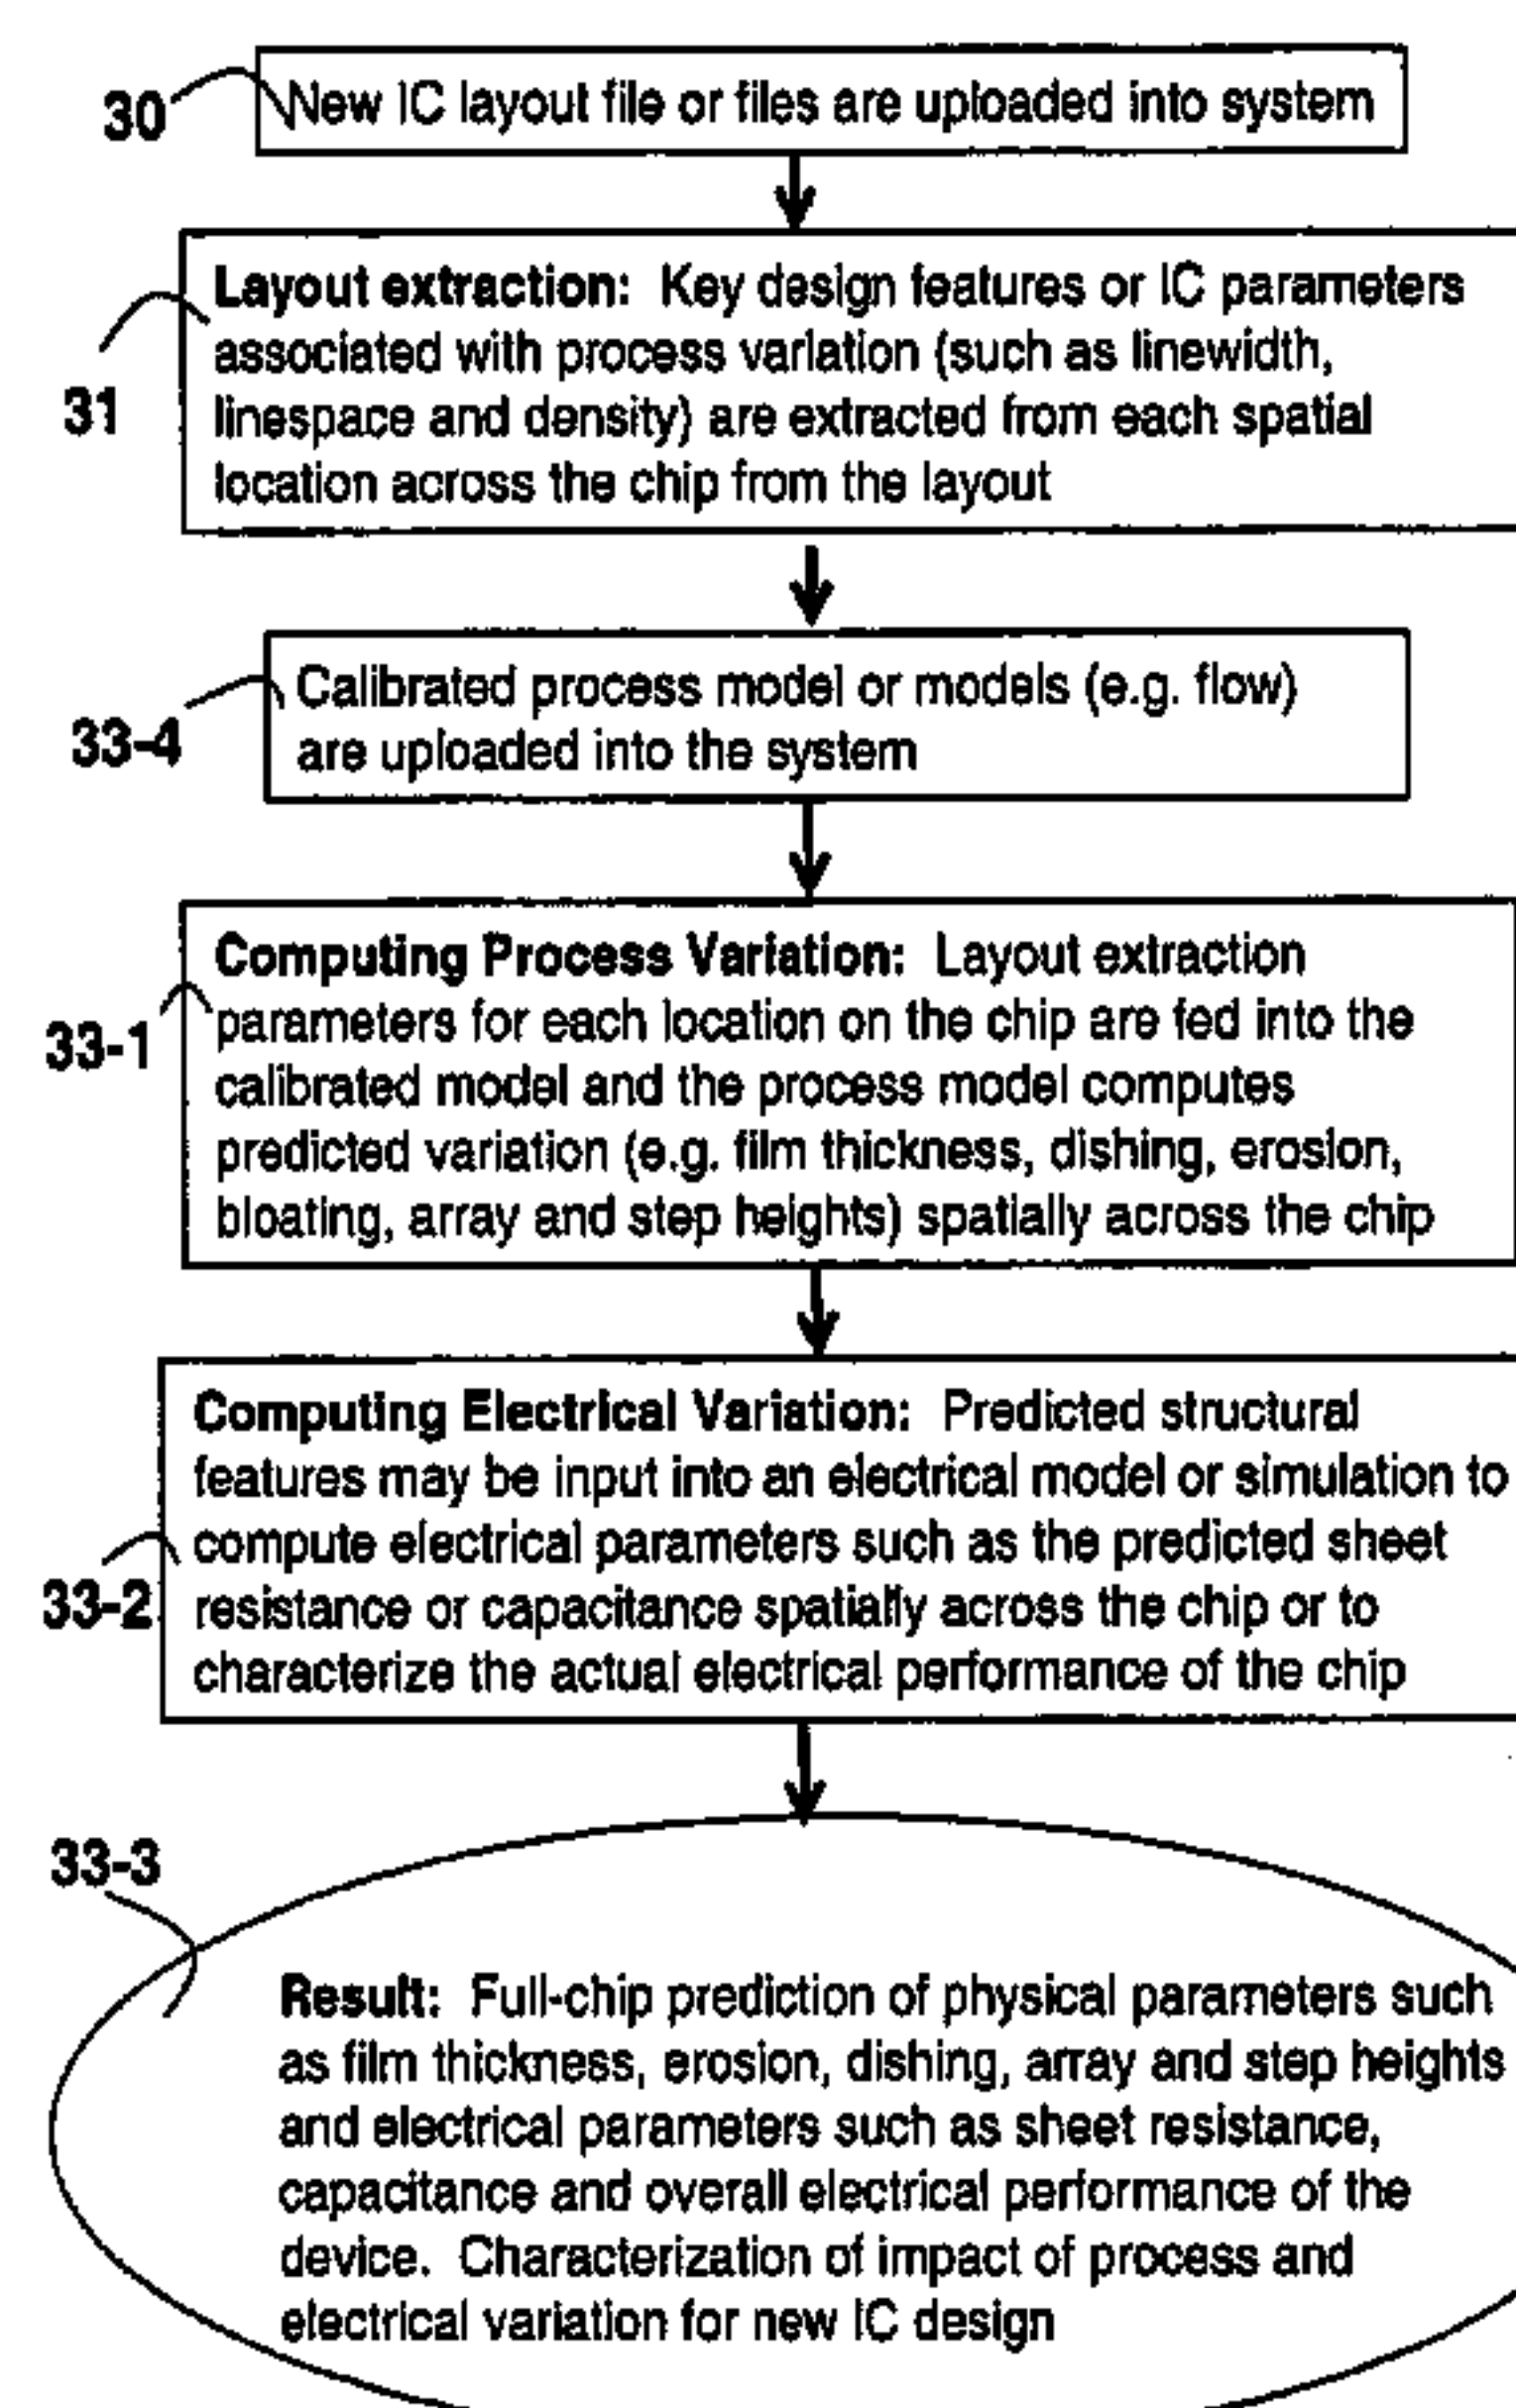 30
New IC layout file or files are uploaded into system
Layout extraction: Key design features or IC parameters
associated with process variation (such as linewidth,
linespace and density) are extracted from each spatial
location across the chip from the layout
31
Calibrated process model or models (e.g. flow)
are uploaded into the system
33-4
Computing Process Variation: Layout extraction
parameters for each location on the chip are fed into the
calibrated model and the process model computes
predicted variation (e.g. film thickness, dishing, erosion,
bloating, array and step heights) spatially across the chip
33-1
Computing Electrical Variation: Predicted structural
features may be input into an electrical model or simulation to
compute electrical parameters such as the predicted sheet
resistance or capacitance spatially across the chip or to
characterize the actual electrical performance of the chip
33-2
33-3
Result: Full-chip prediction of physical parameters such
as film thickness, erosion, dishing, array and step heights
and electrical parameters such as sheet resistance,
capacitance and overall electrical performance of the
device. Characterization of impact of process and
electrical variation for new IC design